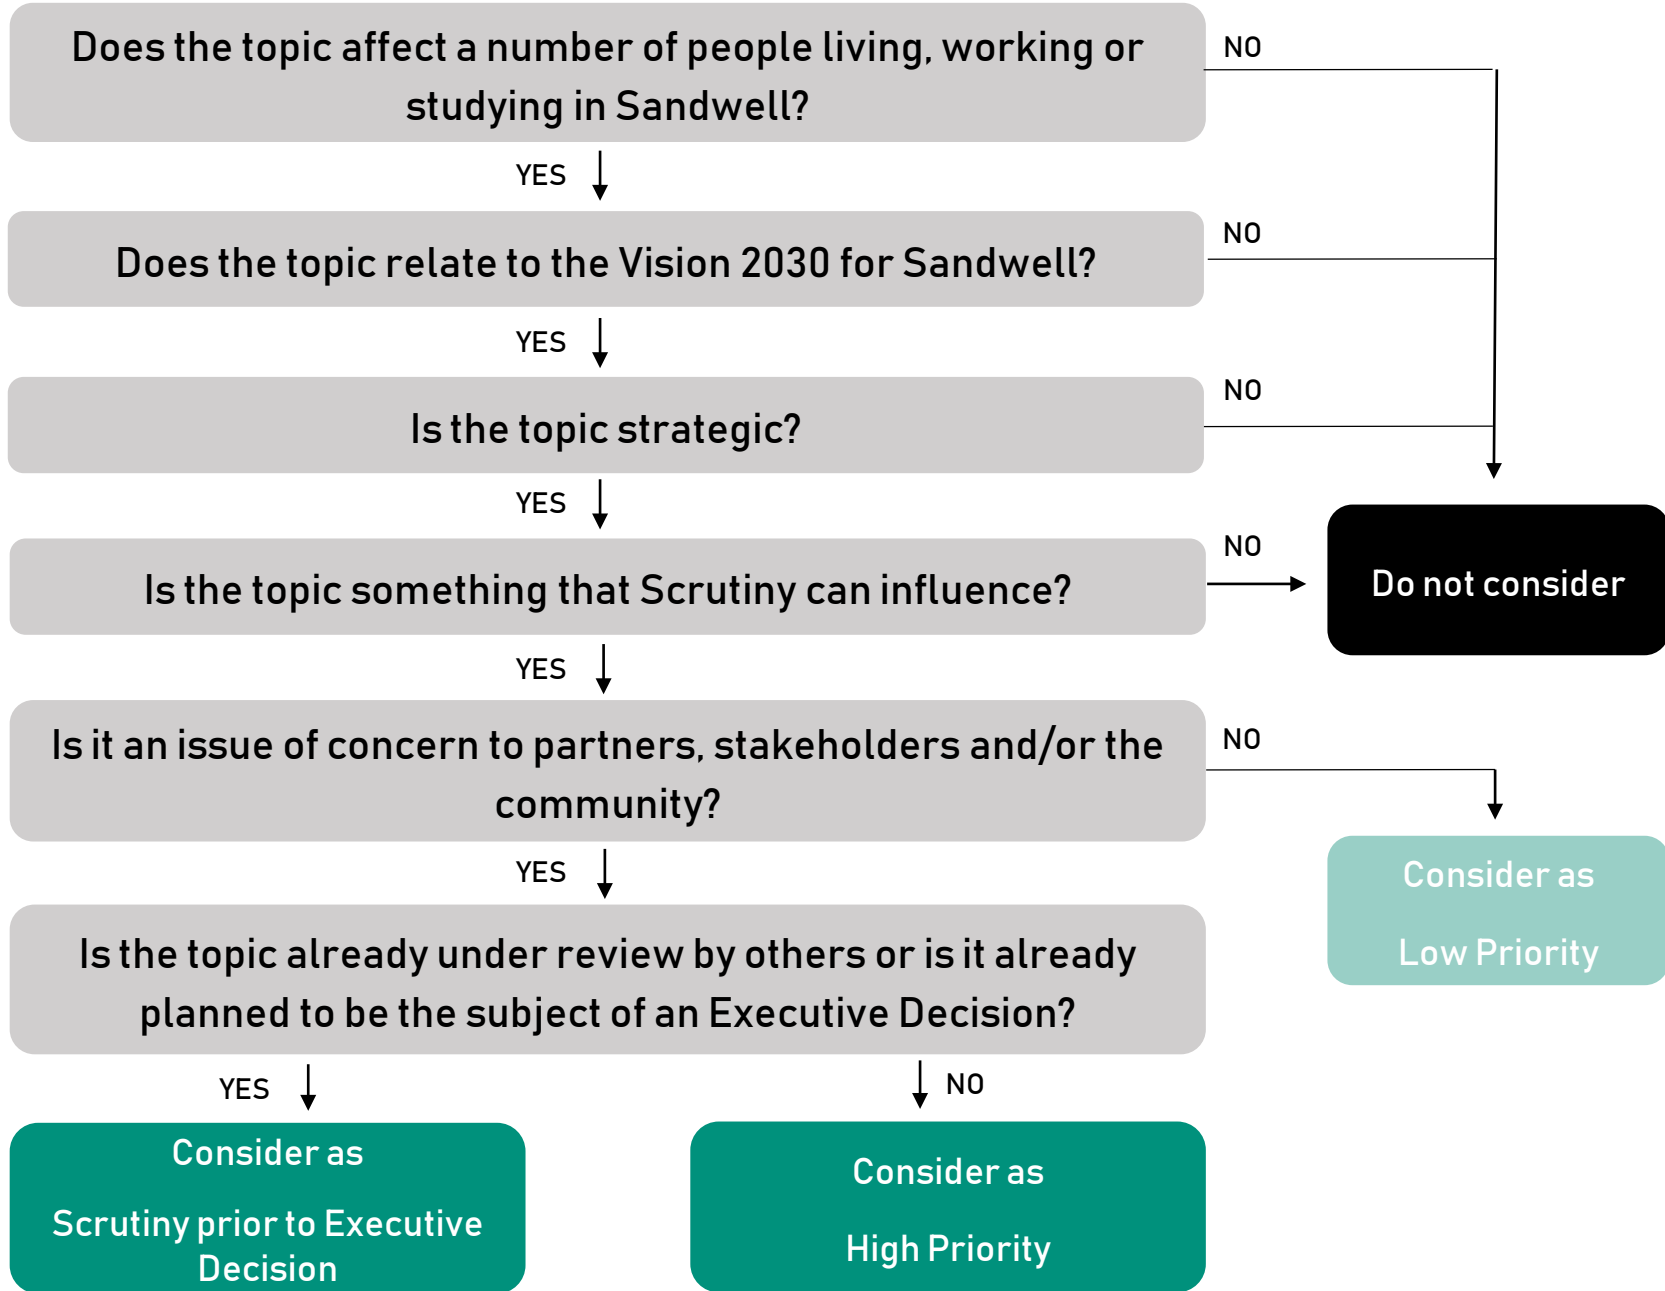 Does the topic affect a number of people living, working or
studying in Sandwell?
NO
YES
Does the topic relate to the Vision 2030 for Sandwell?
NO
YES
Is the topic strategic?
NO
YES
Is the topic something that Scrutiny can influence?
NO
Do not consider
YES
Is it an issue of concern to partners, stakeholders and/or the
community?
NO
Consider as
Low Priority
YES
Is the topic already under review by others or is it already
planned to be the subject of an Executive Decision?
YES
NO
Consider as
Scrutiny prior to Executive
Decision
Consider as
High Priority